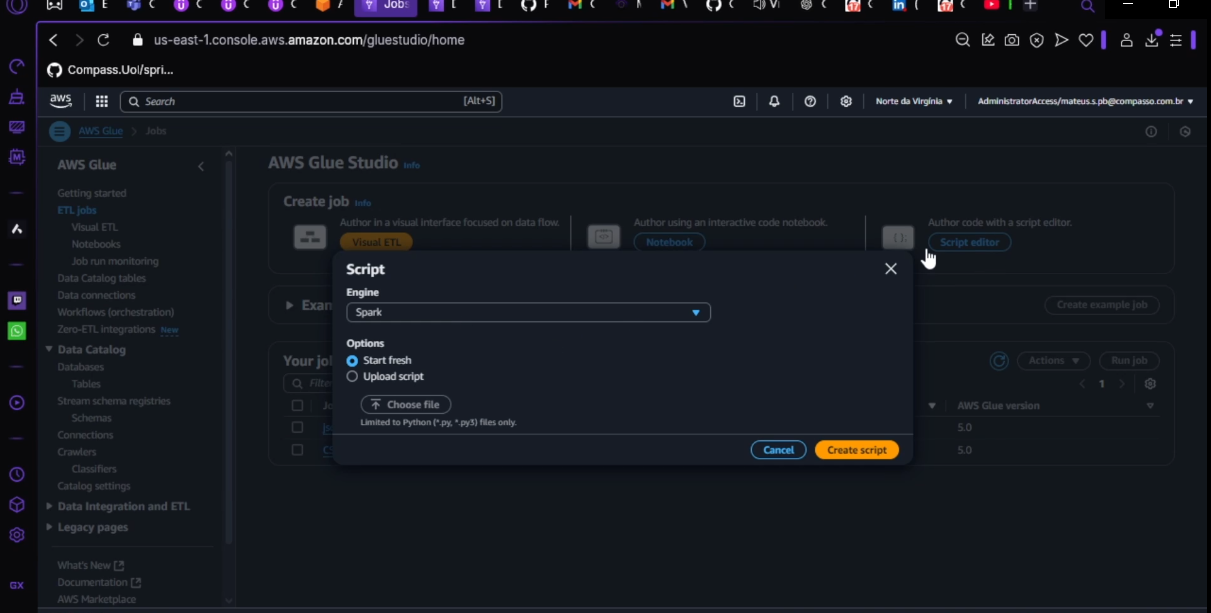 Jobs
us-east-1.console.aws.amazon.com/gluestudio/home
Compass.Uol/spri...
aws
Search
[Alt+S]
Norte da Virgínia
AdministratorAccess/mateus.s.pb@compasso.com.br
AWS Glue
Jobs
AWS Glue
Getting started
ETL jobs
Visual ETL
Notebooks
Job run monitoring
Data Catalog tables
Data connections
Workflows (orchestration)
Zero-ETL integrations New
Data Catalog
Databases
Tables
Stream schema registries
Schemas
Connections
Crawlers
Classifiers
Catalog settings
Data Integration and ETL
Legacy pages
What's New
Documentation
AWS Marketplace
GX
AWS Glue Studio Info
Create job Info
Author in a visual interface focused on data flow.
Visual ETL
Author using an interactive code notebook.
Notebook
Author code with a script editor.
Script editor
Create example job
Actions
Run job
1
AWS Glue version
5.0
5.0
Script
Engine
Spark
Options
Start fresh
Upload script
Choose file
Limited to Python (*.py, *.py3) files only.
Cancel
Create script